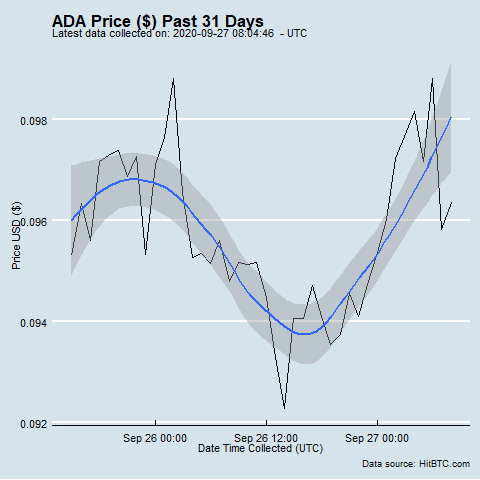 ADA Price ($) Past 31 Days
Latest data collected on: 2020-09-27 08:04:46 - UTC
0.098
0.096
0.094
0.092
Price USD ($)
Sep 26 00:00 Sep 26 12:00 Sep 27 00:00
Date Time Collected (UTC)
Data source: HitBTC.com